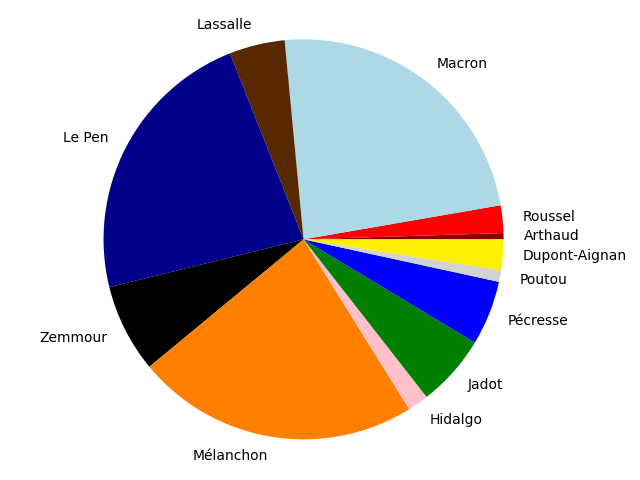 Lassalle
Macron
Le Pen
Roussel
Arthaud
Dupont-Aignan
Poutou
Pécresse
Zemmour
Jadot
Hidalgo
Mélanchon